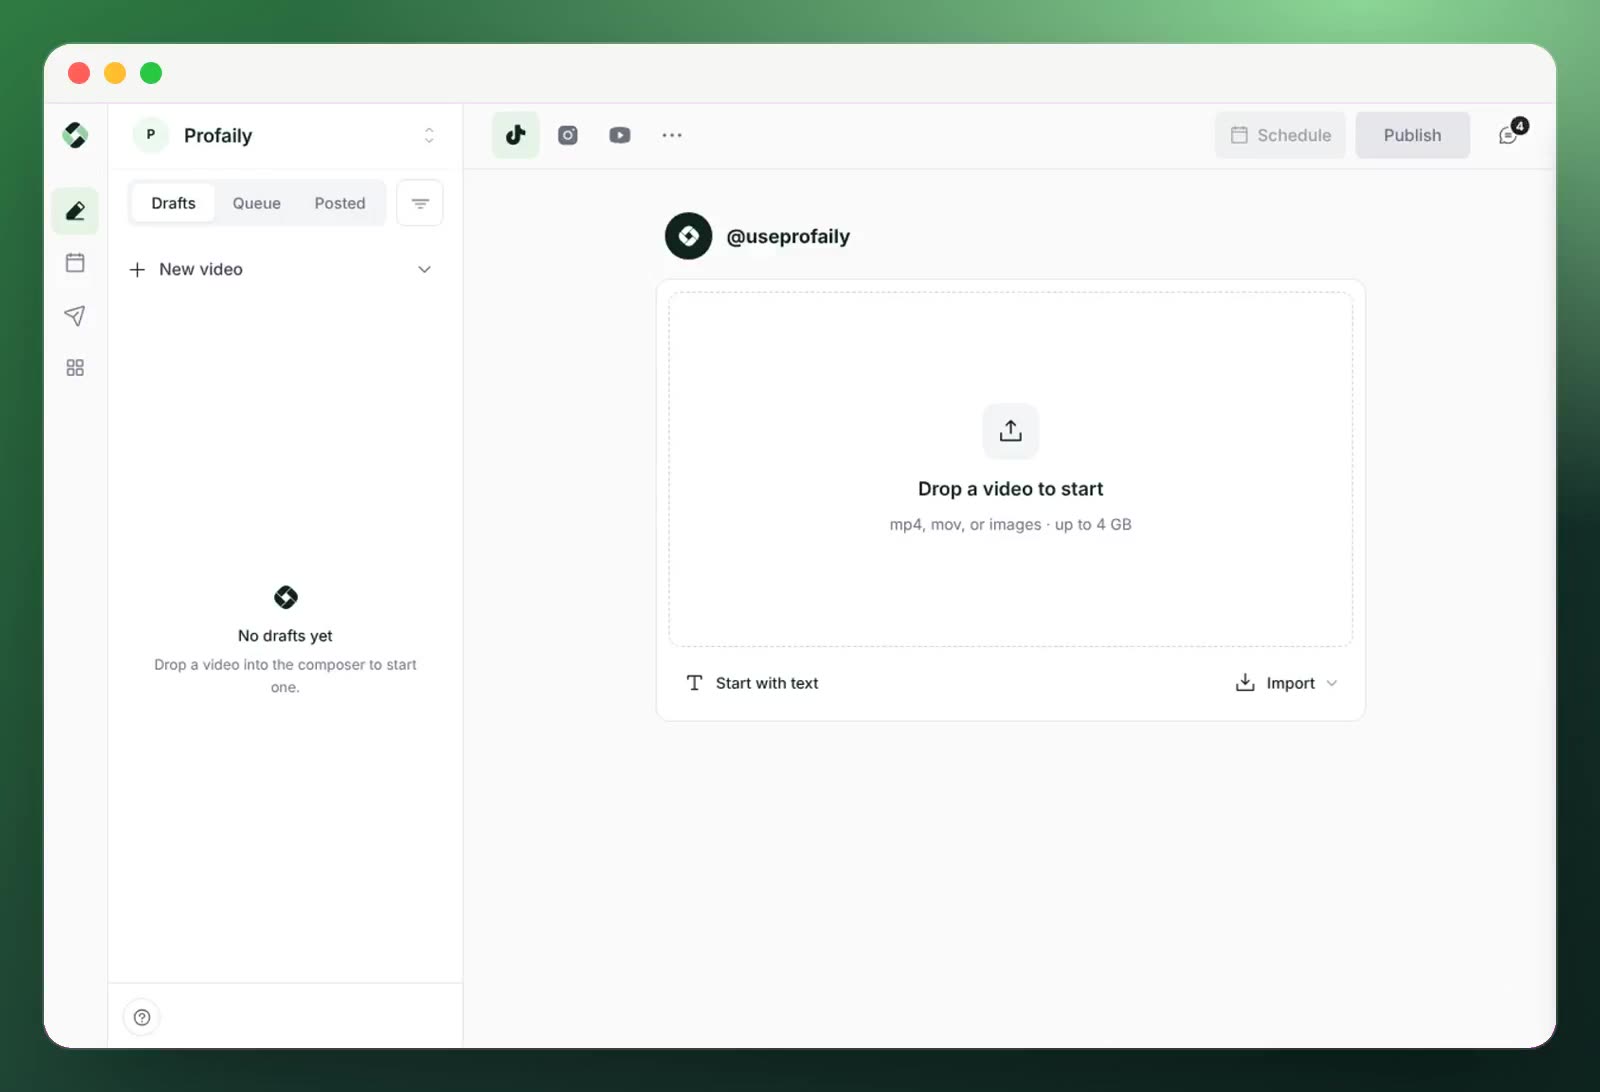 P Profaily
Schedule
Publish
4
Drafts Queue Posted
New video
@useprofaily
Drop a video to start
mp4, mov, or images · up to 4 GB
No drafts yet
Drop a video into the composer to start
one.
Start with text
Import